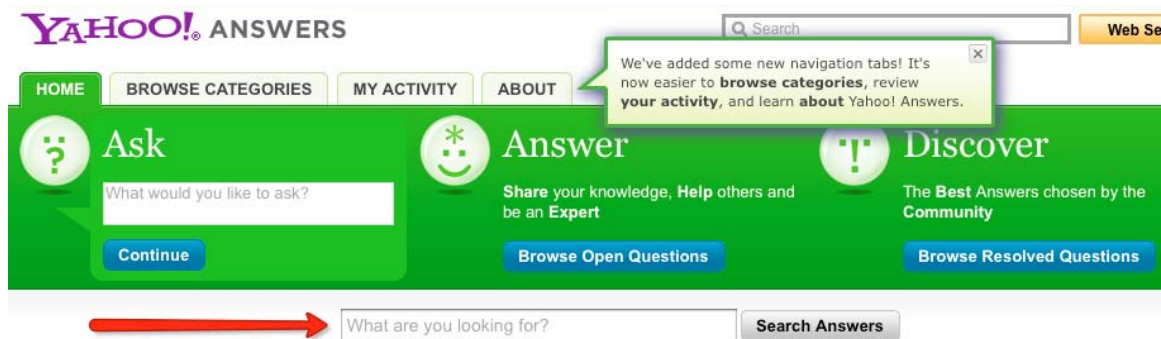 YAHOO!® ANSWERS
Search
Web Se
We've added some new navigation tabs! It's
now easier to browse categories, review
your activity, and learn about Yahoo! Answers.
HOME
BROWSE CATEGORIES
MY ACTIVITY
ABOUT
Ask
What would you like to ask?
Continue
Answer
Share your knowledge, Help others and
be an Expert
Browse Open Questions
Discover
The Best Answers chosen by the
Community
Browse Resolved Questions
What are you looking for?
Search Answers